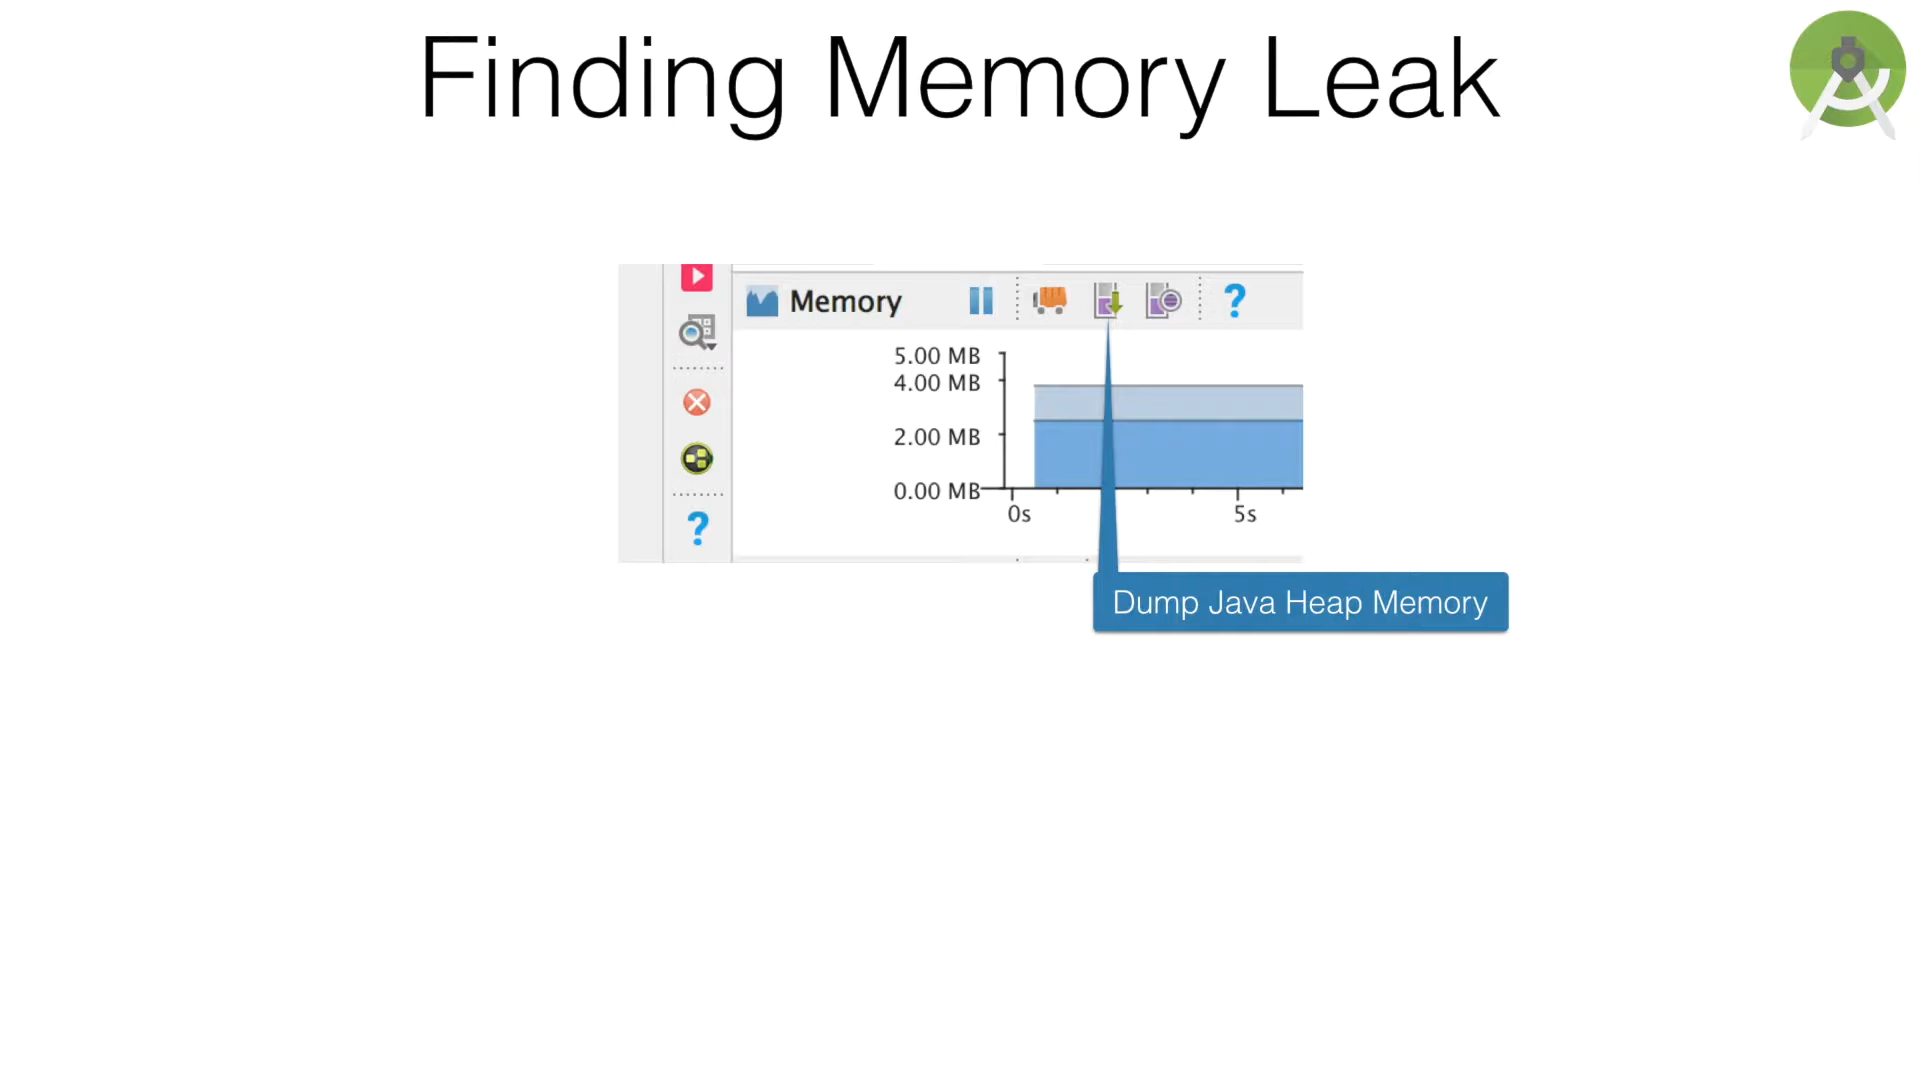 Finding Memory Leak
Memory
?
5.00 MB
4.00 MB
2.00 MB
0.00 MB
0s
5s
?
Dump Java Heap Memory